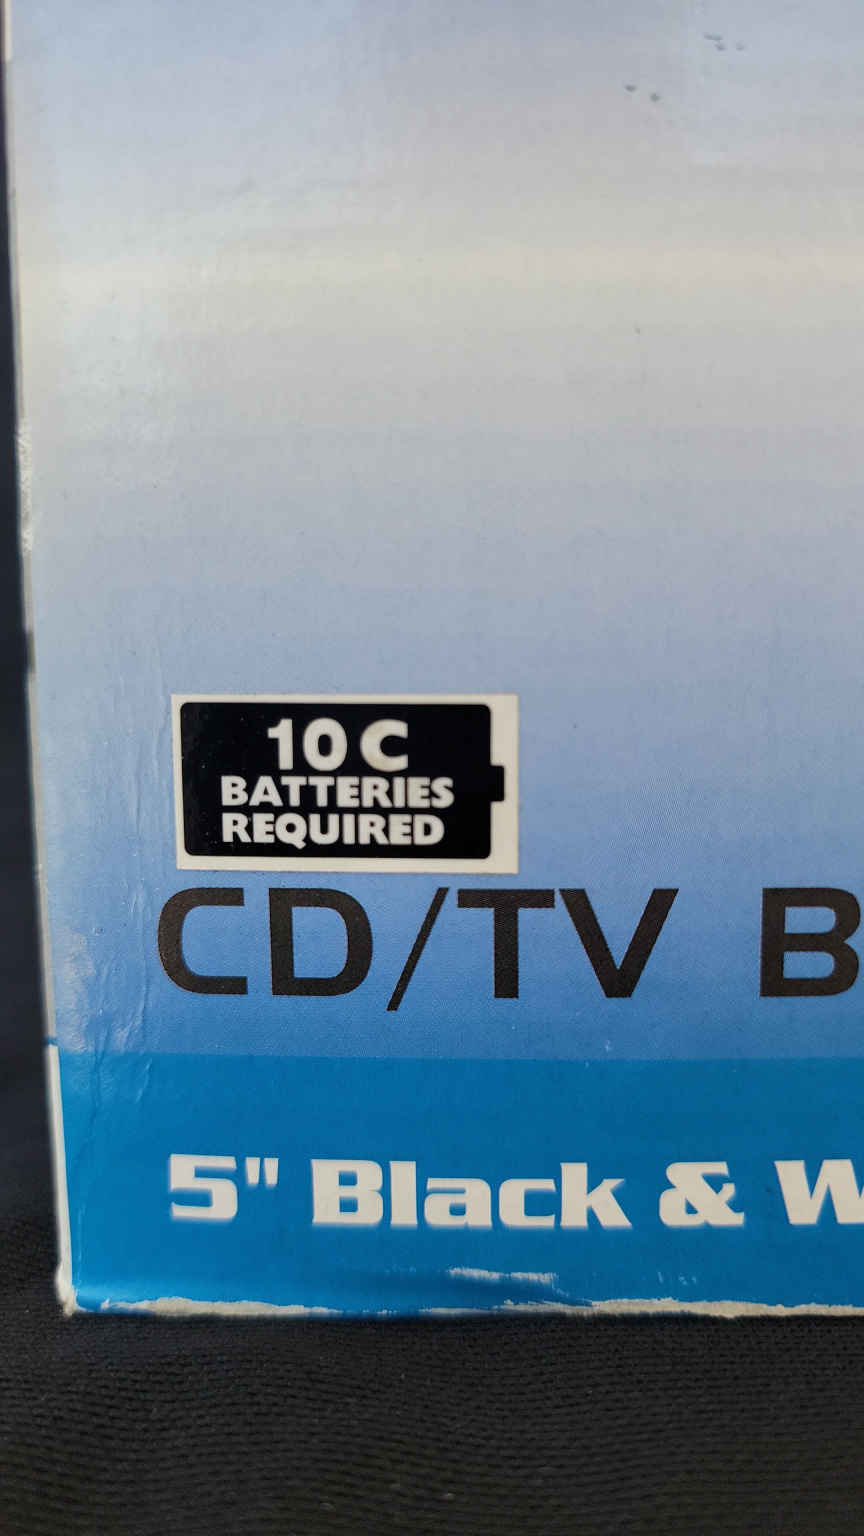 10 C
BATTERIES
REQUIRED
CD/TV B
5" Black & W